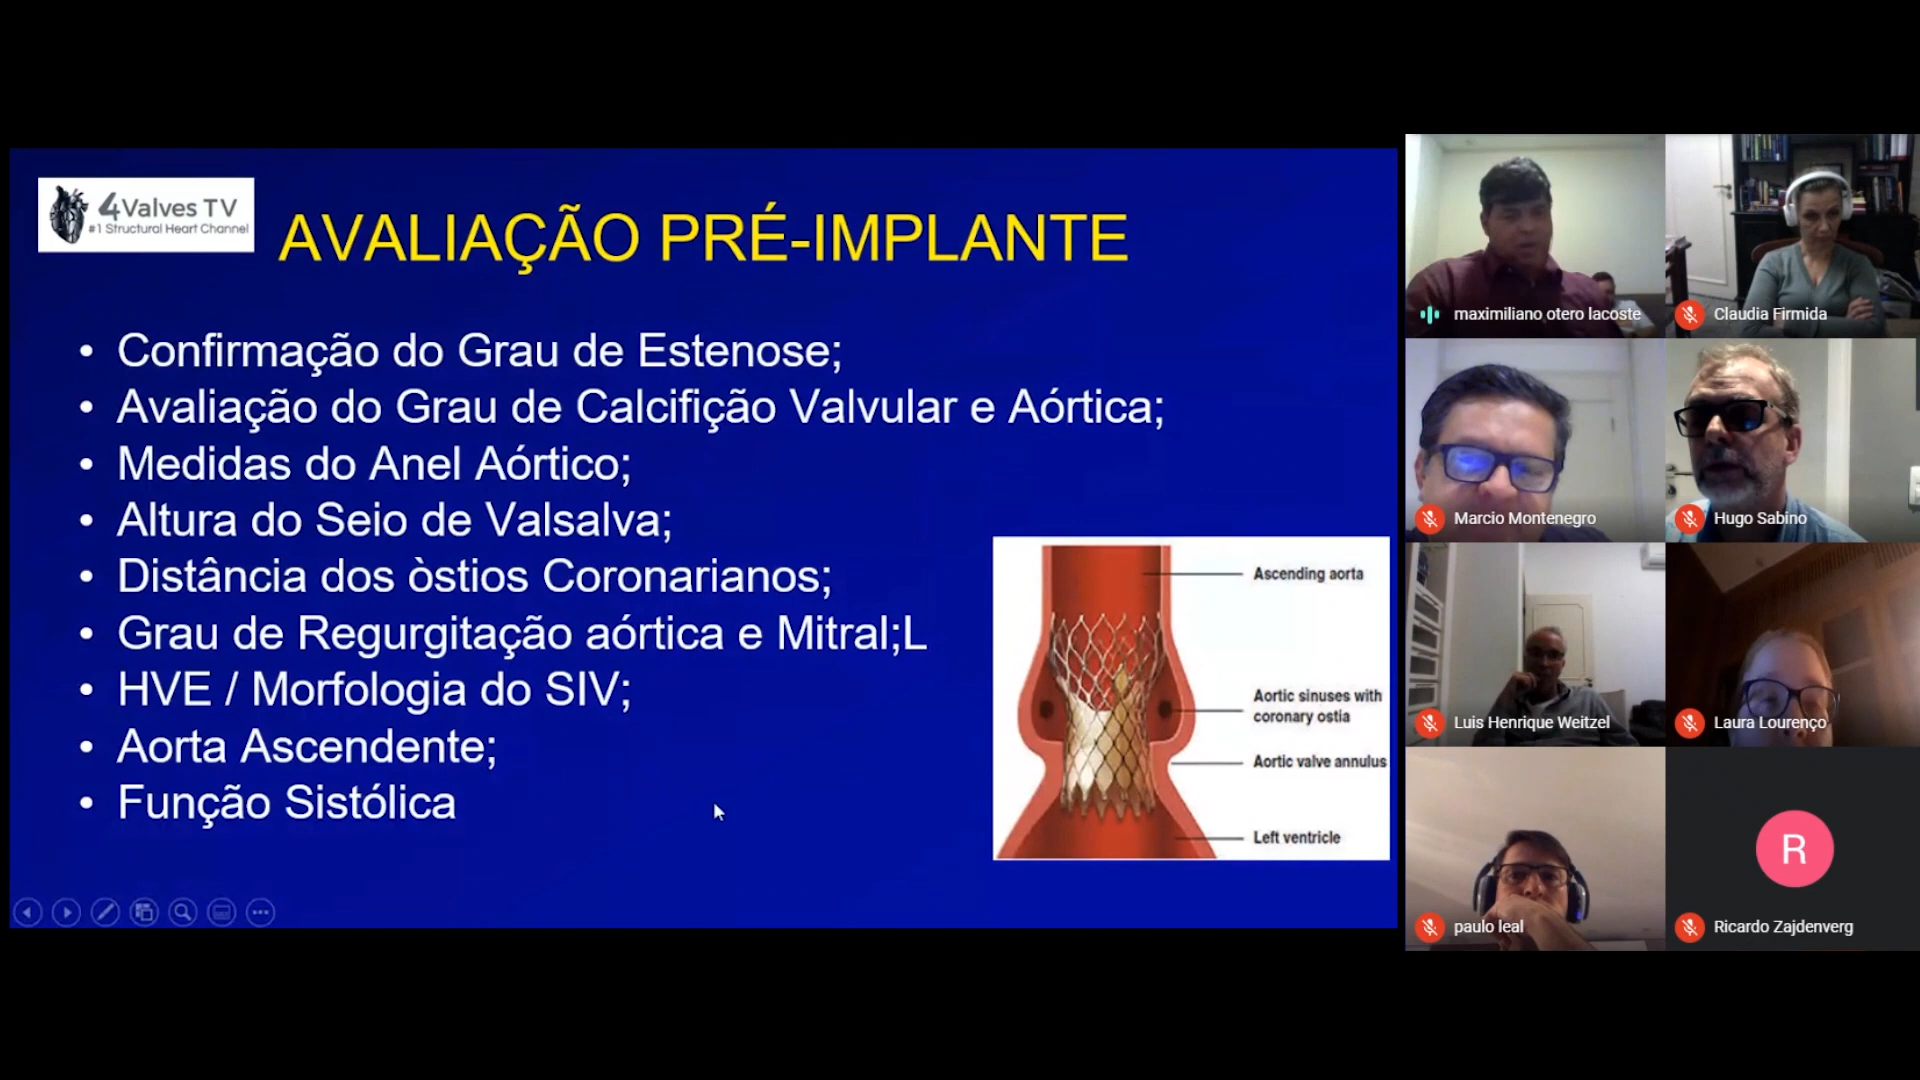 4Valves TV
#1 Structural Heart Channel
AVALIAÇÃO PRÉ-IMPLANTE
• Confirmação do Grau de Estenose;
• Avaliação do Grau de Calcifição Valvular e Aórtica;
• Medidas do Anel Aórtico;
• Altura do Seio de Valsalva;
• Distância dos òstios Coronarianos;
• Grau de Regurgitação aórtica e Mitral;L
• HVE / Morfologia do SIV;
• Aorta Ascendente;
• Função Sistólica
Ascending aorta
Aortic sinuses with
coronary ostia
Aortic valve annulus
Left ventricle
maximiliano otero lacoste
Claudia Firmida
Marcio Montenegro
Hugo Sabino
Luis Henrique Weitzel
Laura Lourenço
paulo leal
R
Ricardo Zajdenverg